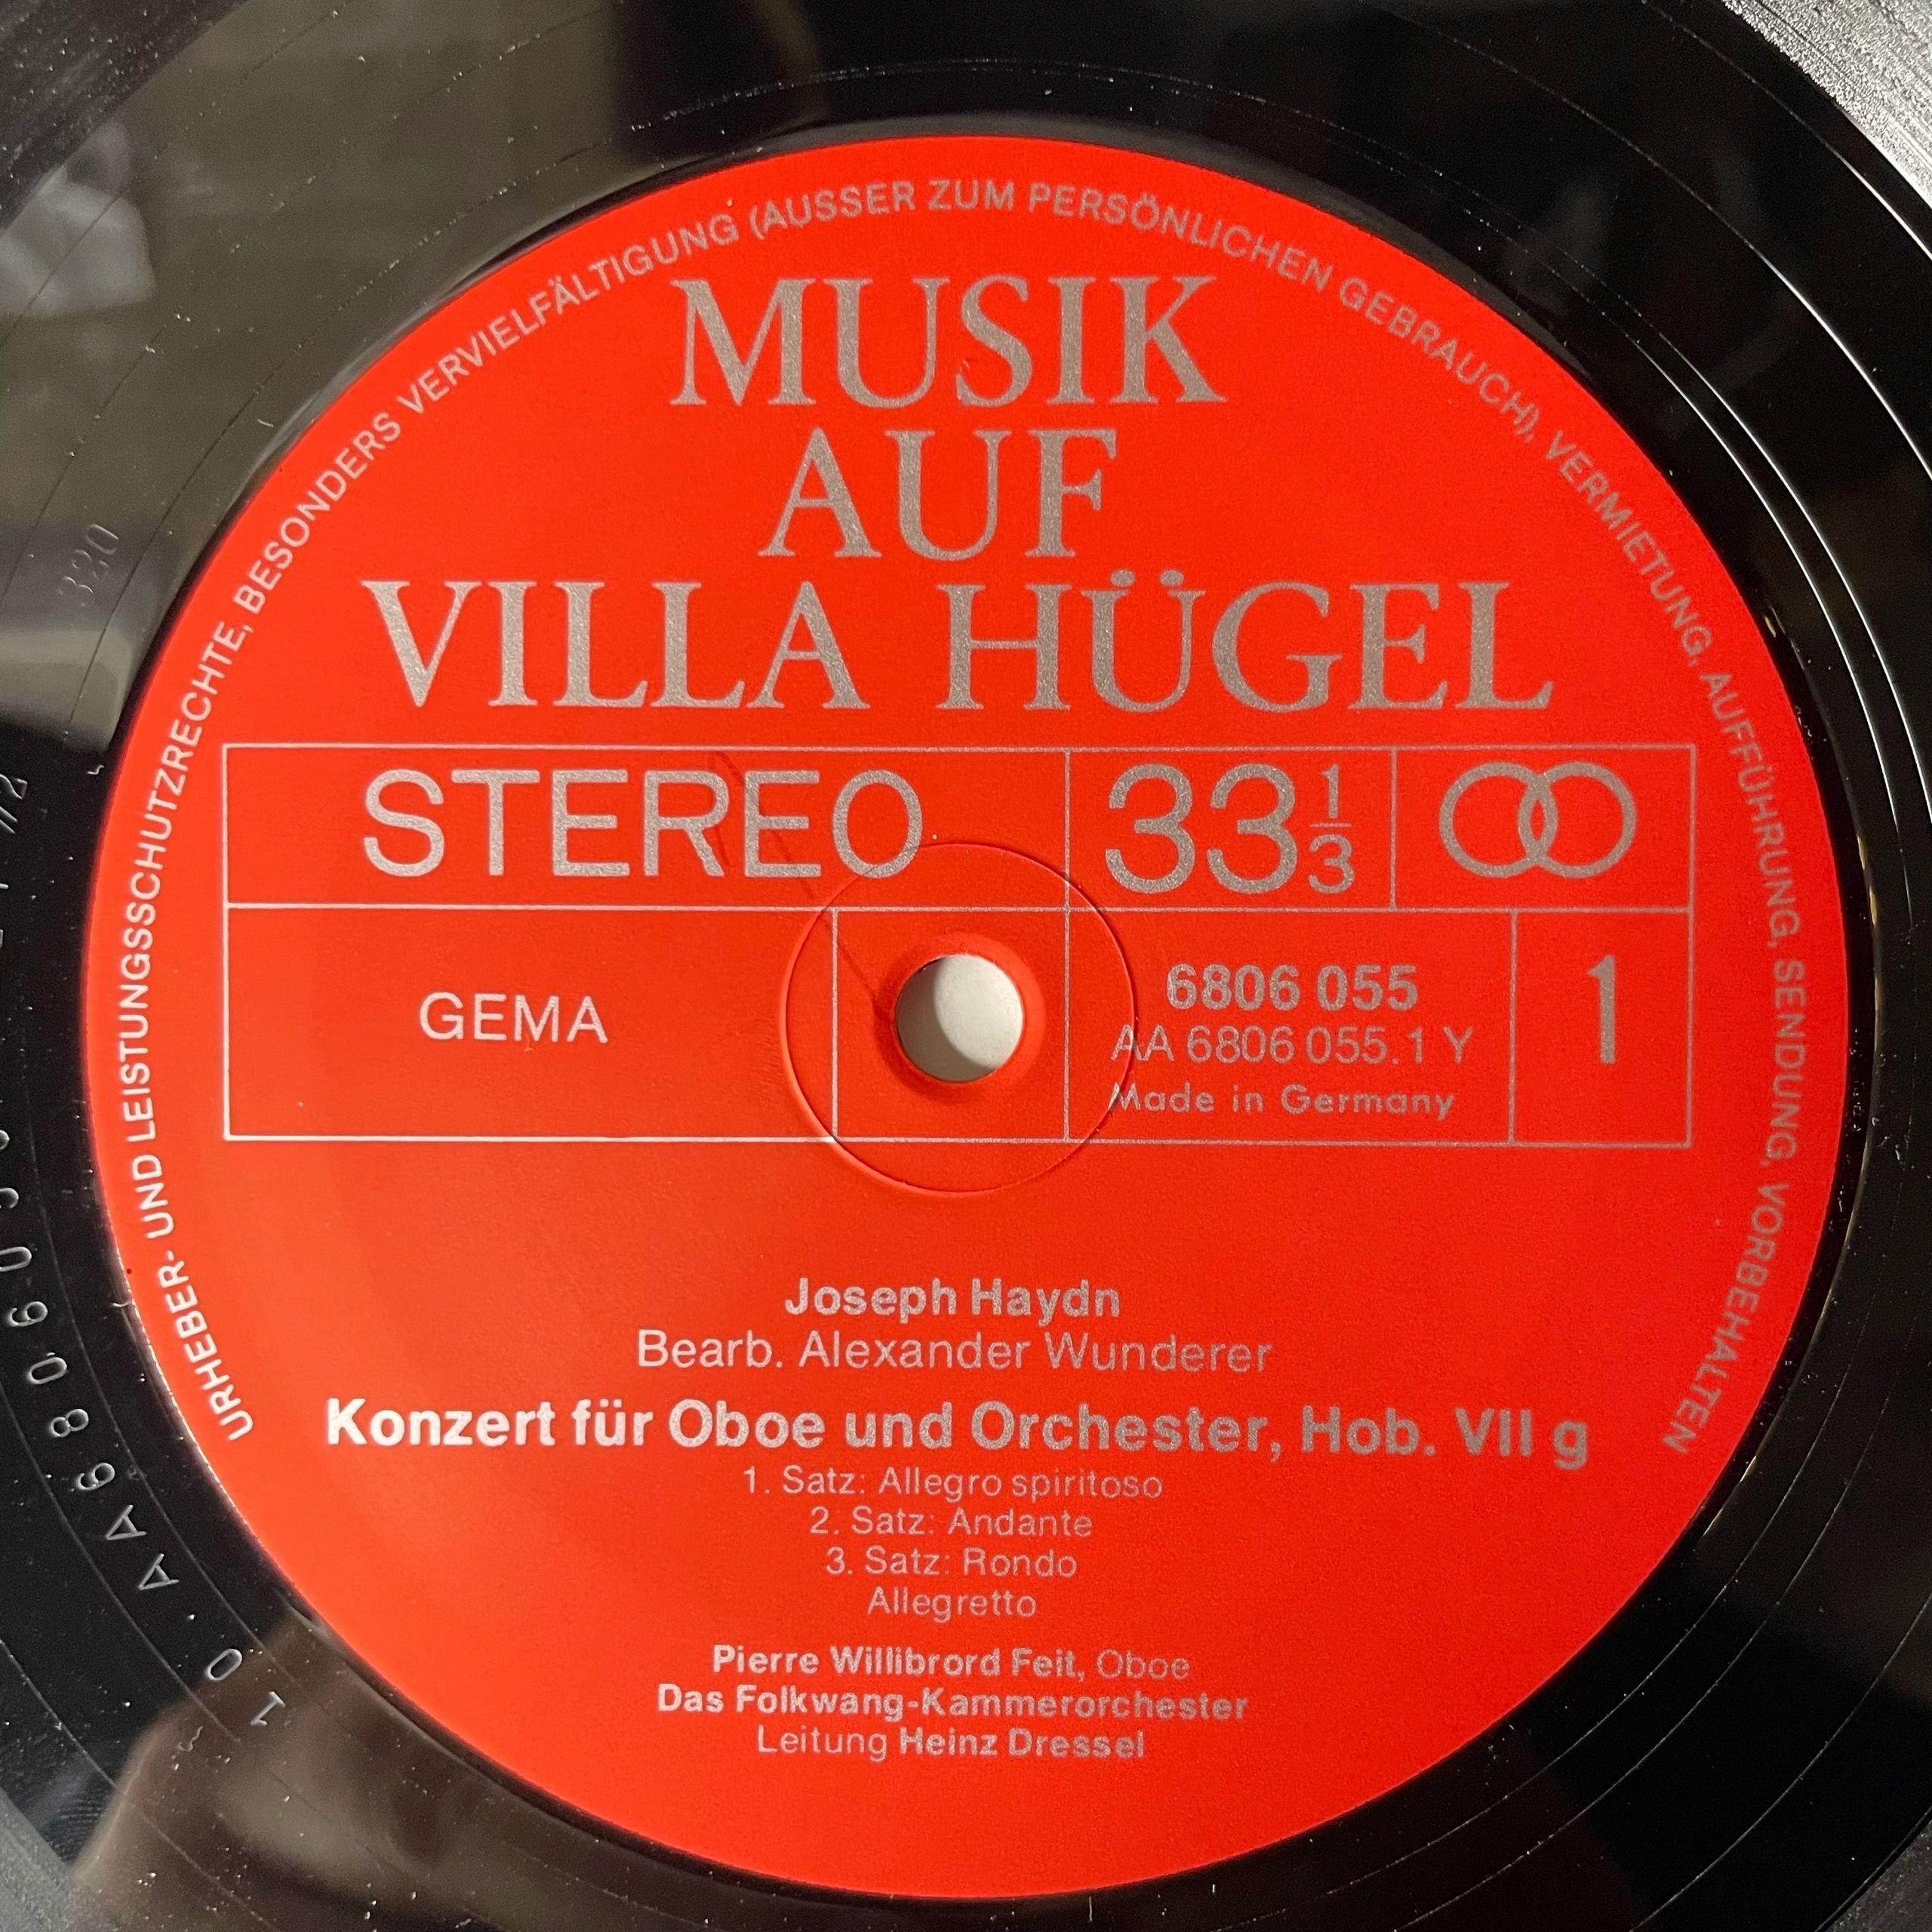 URHEBER- UND LEISTUNGSSCHUTZRECHTE, BESONDERS VERVIELFÄLTIGUNG (AUSSER ZUM PERSÖNLICHEN GEBRAUCH), VERMIETUNG, AUFFÜHRUNG, SENDUNG, VORBEHALTEN
MUSIK
AUF
VILLA HÜGEL
STEREO 33 1/3
GEMA
6806 055
AA 6806 055.1 Y
Made in Germany
1
Joseph Haydn
Bearb. Alexander Wunderer
Konzert für Oboe und Orchester, Hob. VII g
1. Satz: Allegro spiritoso
2. Satz: Andante
3. Satz: Rondo
Allegretto
Pierre Willibrord Feit, Oboe
Das Folkwang-Kammerorchester
Leitung Heinz Dressel
320